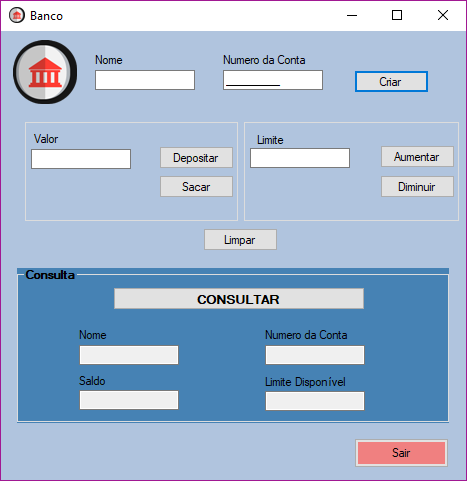 Banco
Nome Numero da Conta
Criar
Valor Limite
Depositar Aumentar
Sacar Diminuir
Limpar
Consulta
CONSULTAR
Nome Numero da Conta
Saldo Limite Disponível
Sair